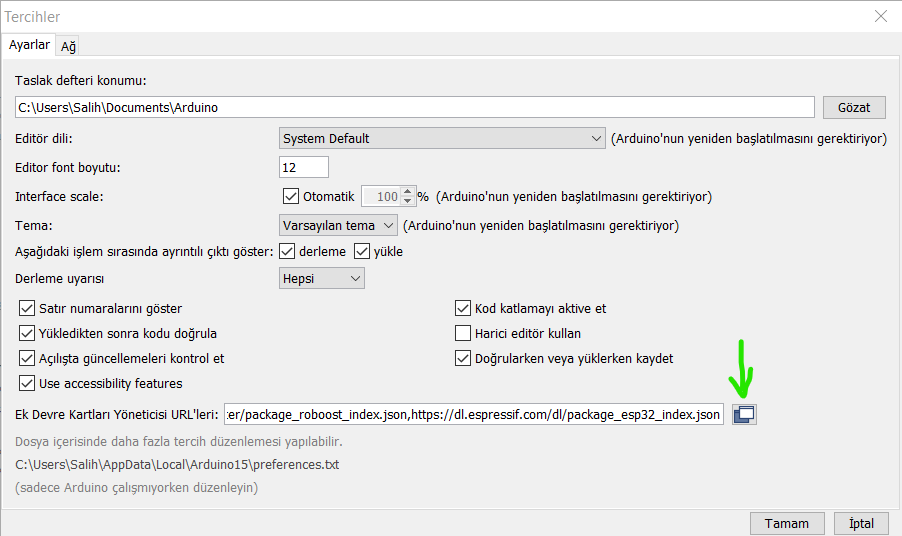 Tercihler
Ayarlar Ağ
Taslak defteri konumu:
C:\Users\Salih\Documents\Arduino Gözat
Editör dili: System Default (Arduino'nun yeniden başlatılmasını gerektiriyor)
Editor font boyutu: 12
Interface scale: Otomatik 100 % (Arduino'nun yeniden başlatılmasını gerektiriyor)
Tema: Varsayılan tema (Arduino'nun yeniden başlatılmasını gerektiriyor)
Aşağıdaki işlem sırasında ayrıntılı çıktı göster: derleme yükle
Derleme uyarısı Hepsi
Satır numaralarını göster Kod katlamayı aktive et
Yükledikten sonra kodu doğrula Harici editör kullan
Açılışta güncellemeleri kontrol et Doğrularken veya yüklerken kaydet
Use accessibility features
Ek Devre Kartları Yöneticisi URL'leri: er/package_roboost_index.json,https://dl.espressif.com/dl/package_esp32_index.json
Dosya içerisinde daha fazla tercih düzenlemesi yapılabilir.
C:\Users\Salih\AppData\Local\Arduino15\preferences.txt
(sadece Arduino çalışmıyorken düzenleyin)
Tamam İptal